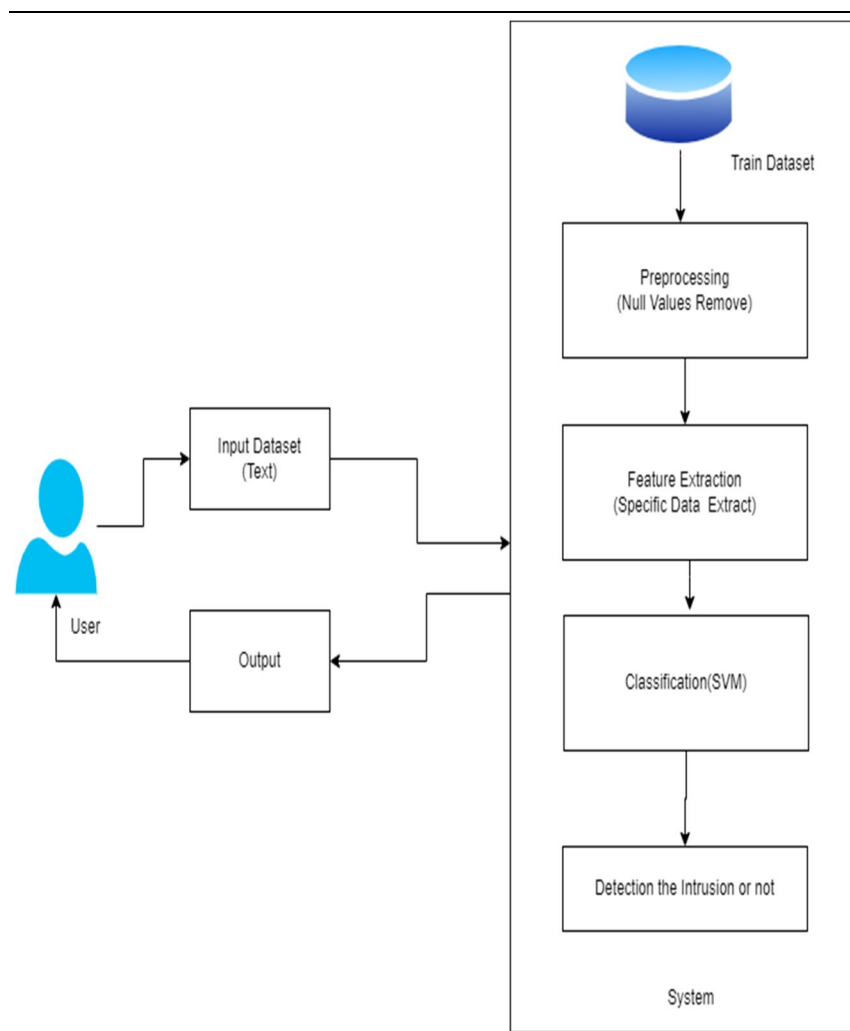 Train Dataset
Preprocessing
(Null Values Remove)
Input Dataset
(Text)
Feature Extraction
(Specific Data Extract)
User
Output
Classification(SVM)
Detection the Intrusion or not
System